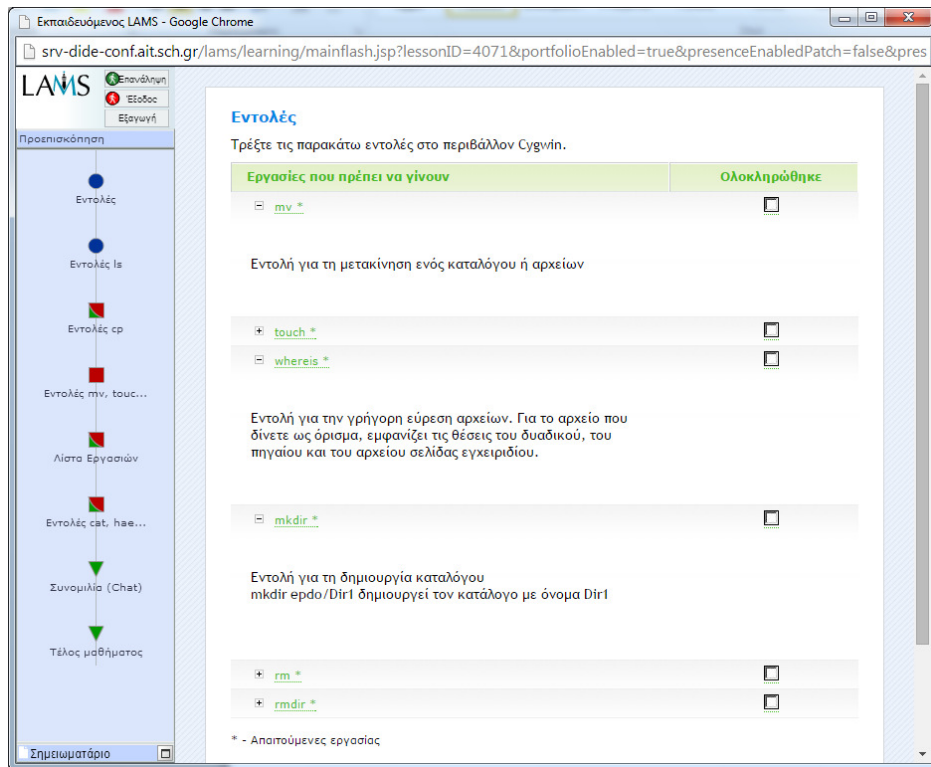 Εκπαιδευόμενος LAMS - Google Chrome
srv-dide-conf.ait.sch.gr/lams/learning/mainflash.jsp?lessonID=4071&portfolioEnabled=true&presenceEnabledPatch=false&pres
LAMS
Επανάληψη
Έξοδος
Εξαγωγή
Προεπισκόπηση
Εντολές
Εντολές ls
Εντολές cp
Εντολές mv, touc...
Λίστα Εργασιών
Εντολές cat, hae...
Συνομιλία (Chat)
Τέλος μαθήματος
Σημειωματάριο
Εντολές
Τρέξτε τις παρακάτω εντολές στο περιβάλλον Cygwin.
Εργασίες που πρέπει να γίνουν Ολοκληρώθηκε
mv *
Εντολή για τη μετακίνηση ενός καταλόγου ή αρχείων
touch *
whereis *
Εντολή για την γρήγορη εύρεση αρχείων. Για το αρχείο που
δίνετε ως όρισμα, εμφανίζει τις θέσεις του δυαδικού, του
πηγαίου και του αρχείου σελίδας εγχειριδίου.
mkdir *
Εντολή για τη δημιουργία καταλόγου
mkdir epdo/Dir1 δημιουργεί τον κατάλογο με όνομα Dir1
rm *
rmdir *
* - Απαιτούμενες εργασίας